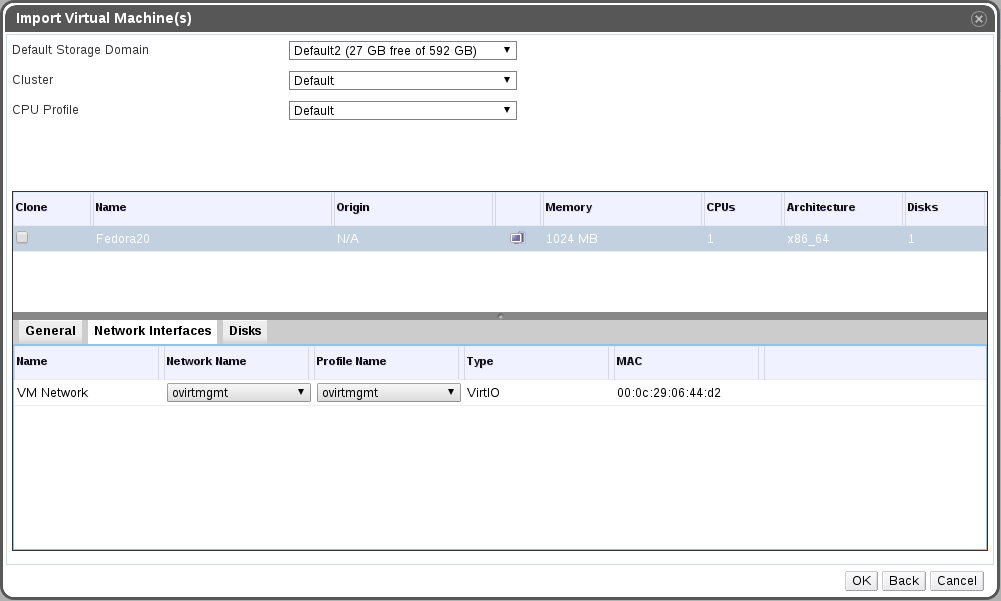 Import Virtual Machine(s)
Default Storage Domain Default2 (27 GB free of 592 GB)
Cluster Default
CPU Profile Default
Clone Name Origin Memory CPUs Architecture Disks
Fedora20 N/A 1024 MB 1 x86_64 1
General Network Interfaces Disks
Name Network Name Profile Name Type MAC
VM Network ovirtmgmt ovirtmgmt VirtIO 00:0c:29:06:44:d2
OK Back Cancel